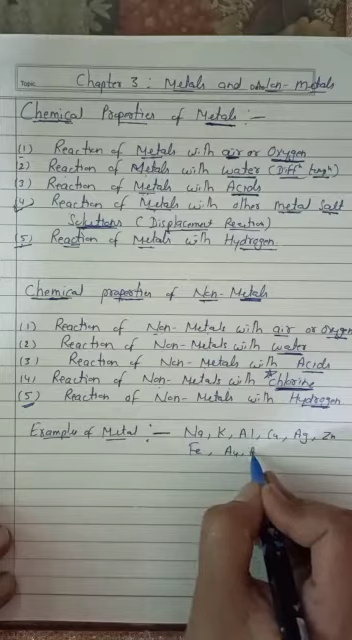 Topic Chapter 3: Metals and Non-metals
Chemical Properties of Metals :-
(1) Reaction of Metals with air or Oxygen
(2) Reaction of Metals with water (Diff^n temp^n)
(3) Reaction of Metals with Acids
(4) Reaction of Metals with other metal salt
Solutions (Displacement Reaction)
(5) Reaction of Metals with Hydrogen
Chemical properties of Non-Metals
(1) Reaction of Non-Metals with air or Oxygen
(2) Reaction of Non-Metals with water
(3) Reaction of Non-Metals with Acids
(4) Reaction of Non-Metals with *chlorine
(5) Reaction of Non-Metals with Hydrogen
Examples of Metal :- Na, K, Al, Cu, Ag, Zn
Fe, Au,